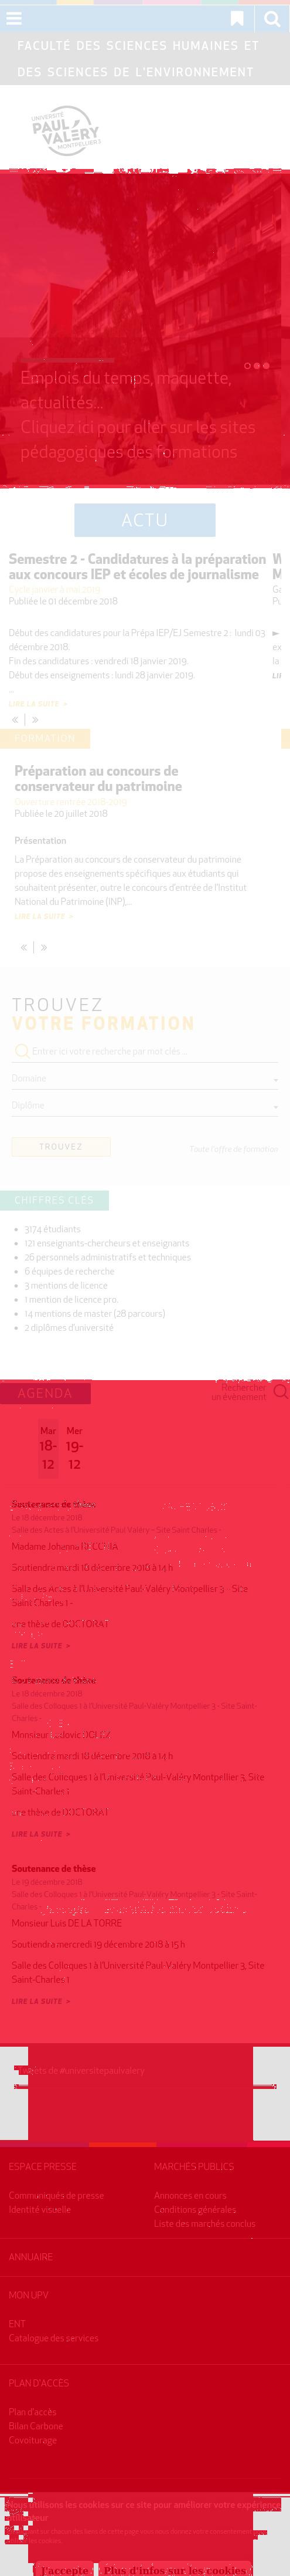 FACULTÉ DES SCIENCES HUMAINES ET
DES SCIENCES DE L'ENVIRONNEMENT
UNIVERSITÉ
PAUL
VALÉRY
MONTPELLIER 3
Emplois du temps, maquette,
actualités...
Cliquez ici pour aller sur les sites
pédagogiques des formations
ACTU
Semestre 2 - Candidatures à la préparation
aux concours IEP et écoles de journalisme
Publiée le 01 décembre 2018
Début des candidatures pour la Prépa IEP/EJ Semestre 2 : lundi 03
décembre 2018.
Fin des candidatures : vendredi 18 janvier 2019.
Début des enseignements : lundi 28 janvier 2019.
...
LIRE LA SUITE »
« | »
FORMATION
Préparation au concours de
conservateur du patrimoine
Publiée le 20 juillet 2018
Présentation
La Préparation au concours de conservateur du patrimoine
propose des enseignements spécifiques aux étudiants qui
souhaitent présenter, outre le concours d'entrée de l'Institut
National du Patrimoine (INP),...
LIRE LA SUITE »
« | »
TROUVEZ
VOTRE FORMATION
Entrer ici votre recherche par mot clés ...
Domaine
Diplôme
TROUVEZ
Toute l'offre de formation
CHIFFRES CLÉS
3174 étudiants
121 enseignants-chercheurs et enseignants
26 personnels administratifs et techniques
6 équipes de recherche
3 mentions de licence
1 mention de licence pro.
14 mentions de master (28 parcours)
2 diplômes d'université
AGENDA
Rechercher
un événement
Mar Mer
18- 19-
12 12
Soutenance de thèse
Le 18 décembre 2018
Salle des Actes à l'Université Paul Valéry - Site Saint Charles -
Madame Johanna
Soutiendra mardi 18 décembre 2018 à 14 h
Salle des Actes à l'Université Paul Valéry Montpellier 3 - Site
Saint Charles 1 -
une thèse de DOCTORAT
LIRE LA SUITE »
Soutenance de thèse
Le 18 décembre 2018
Salle des Colloques 1 à l'Université Paul-Valéry Montpellier 3 - Site Saint-
Charles
Monsieur Ludovic
Soutiendra mardi 18 décembre 2018 à 14 h
Salle des Colloques 1 à l'Université Paul-Valéry Montpellier 3, Site
Saint-Charles 1
une thèse de DOCTORAT
LIRE LA SUITE »
Soutenance de thèse
Le 19 décembre 2018
Salle des Colloques 1 à l'Université Paul-Valéry Montpellier 3 - Site Saint-
Charles
Monsieur Luis DE LA TORRE
Soutiendra mercredi 19 décembre 2018 à 15 h
Salle des Colloques 1 à l'Université Paul-Valéry Montpellier 3, Site
Saint-Charles 1
LIRE LA SUITE »
Tweets de #universitepaulvalery
ESPACE PRESSE
MARCHÉS PUBLICS
Communiqués de presse
Annonces en cours
Identité visuelle
Conditions générales
Liste des marchés conclus
ANNUAIRE
MON UPV
ENT
Catalogue des services
PLAN D'ACCÈS
Plan d'accès
Bilan Carbone
Covoiturage
Nous utilisons les cookies sur ce site pour améliorer votre expérience
utilisateur
les cookies
J'accepte
Plus d'infos sur les cookies